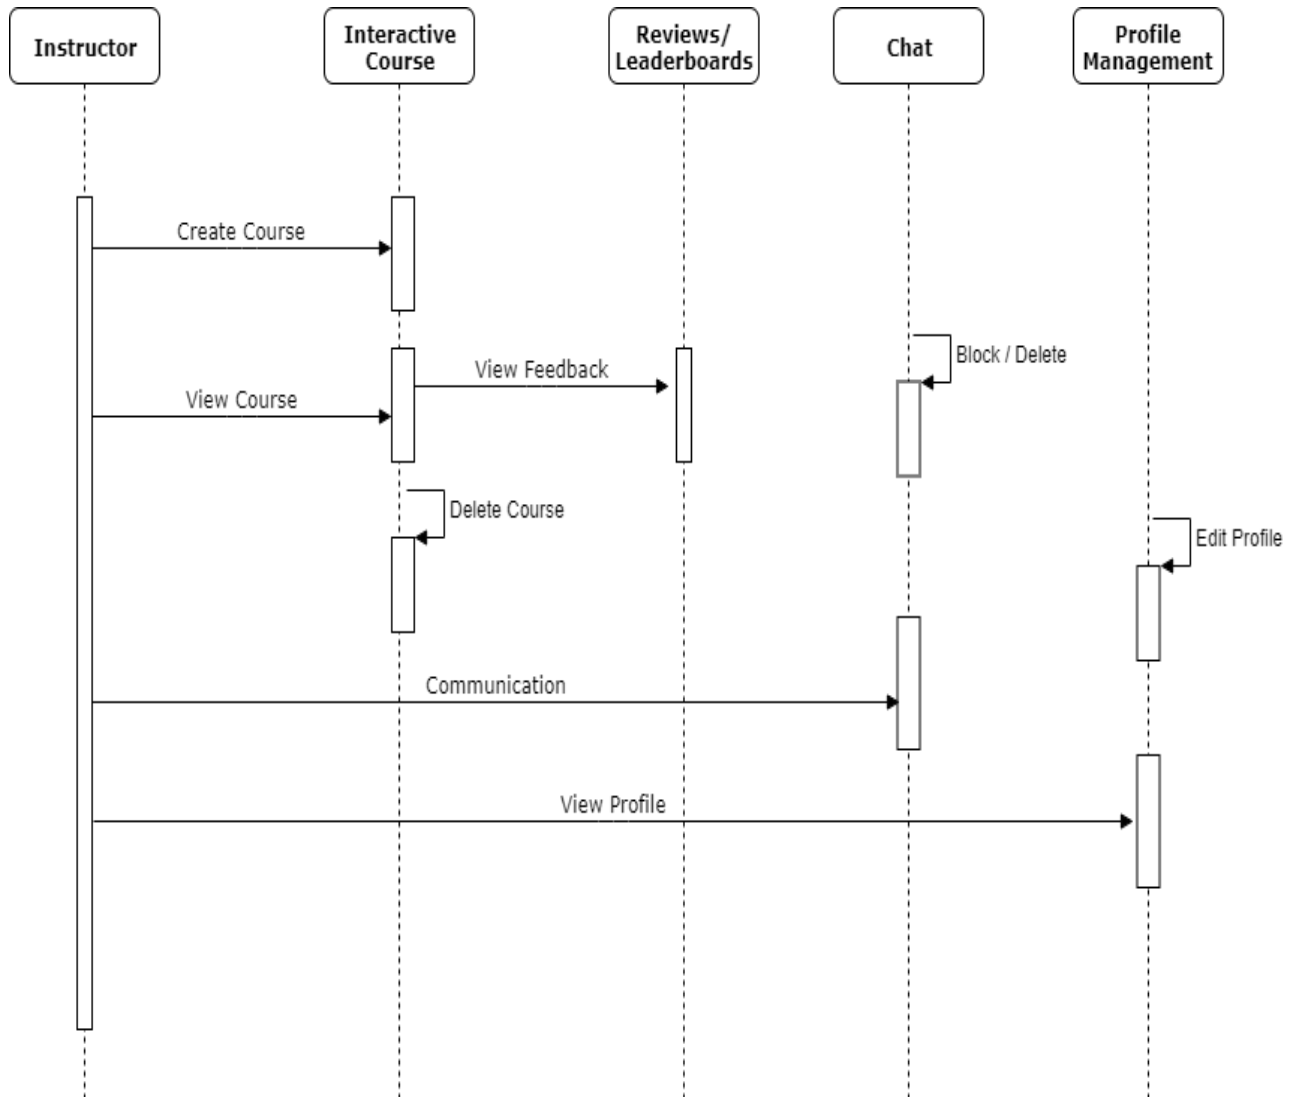 Instructor
Interactive
Course
Reviews/
Leaderboards
Chat
Profile
Management
Create Course
Block / Delete
View Feedback
View Course
Delete Course
Edit Profile
Communication
View Profile